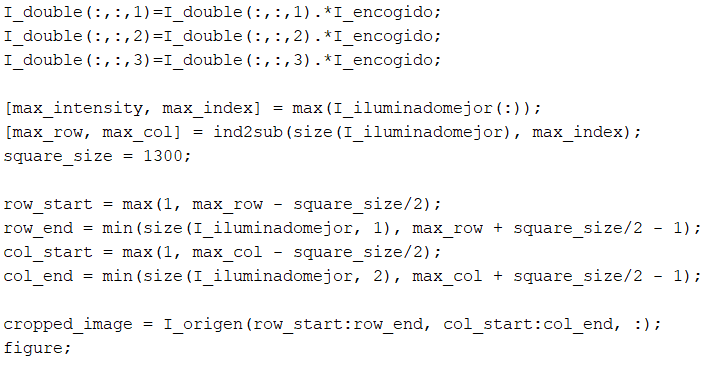 I_double(:,:,1)=I_double(:,:,1).*I_encogido;
I_double(:,:,2)=I_double(:,:,2).*I_encogido;
I_double(:,:,3)=I_double(:,:,3).*I_encogido;

[max_intensity, max_index] = max(I_iluminadomejor(:));
[max_row, max_col] = ind2sub(size(I_iluminadomejor), max_index);
square_size = 1300;

row_start = max(1, max_row - square_size/2);
row_end = min(size(I_iluminadomejor, 1), max_row + square_size/2 - 1);
col_start = max(1, max_col - square_size/2);
col_end = min(size(I_iluminadomejor, 2), max_col + square_size/2 - 1);

cropped_image = I_origen(row_start:row_end, col_start:col_end, :);
figure;